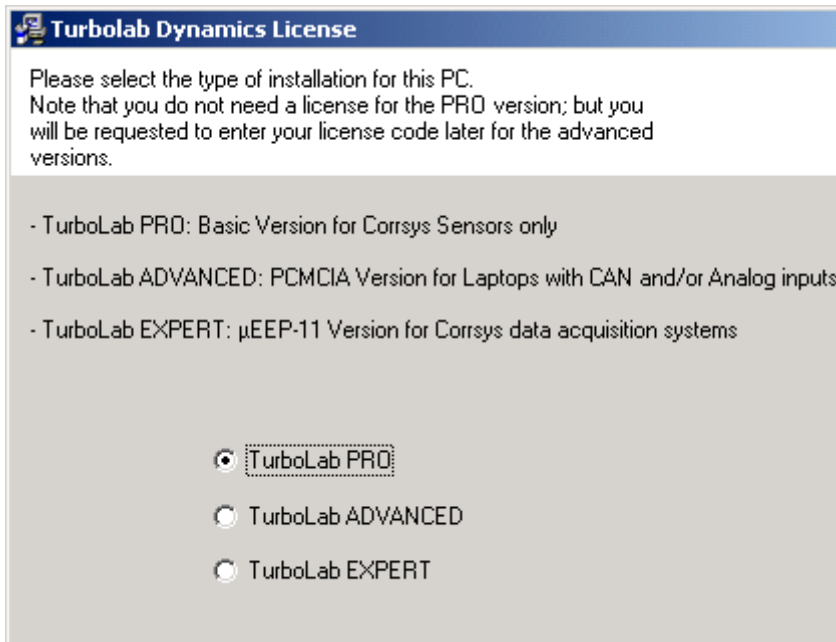 Turbolab Dynamics License
Please select the type of installation for this PC.
Note that you do not need a license for the PRO version; but you
will be requested to enter your license code later for the advanced
versions.
- TurboLab PRO: Basic Version for Corrsys Sensors only
- TurboLab ADVANCED: PCMCIA Version for Laptops with CAN and/or Analog inputs
- TurboLab EXPERT: µEEP-11 Version for Corrsys data acquisition systems
TurboLab PRO
TurboLab ADVANCED
TurboLab EXPERT